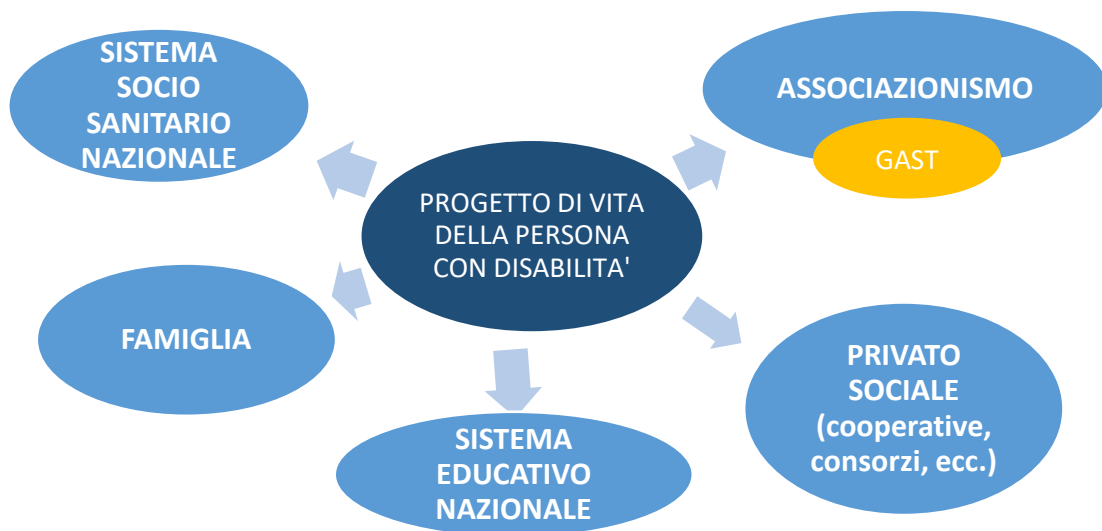 SISTEMA
SOCIO
SANITARIO
NAZIONALE
ASSOCIAZIONISMO
GAST
PROGETTO DI VITA
DELLA PERSONA
CON DISABILITA'
FAMIGLIA
PRIVATO
SOCIALE
(cooperative,
consorzi, ecc.)
SISTEMA
EDUCATIVO
NAZIONALE